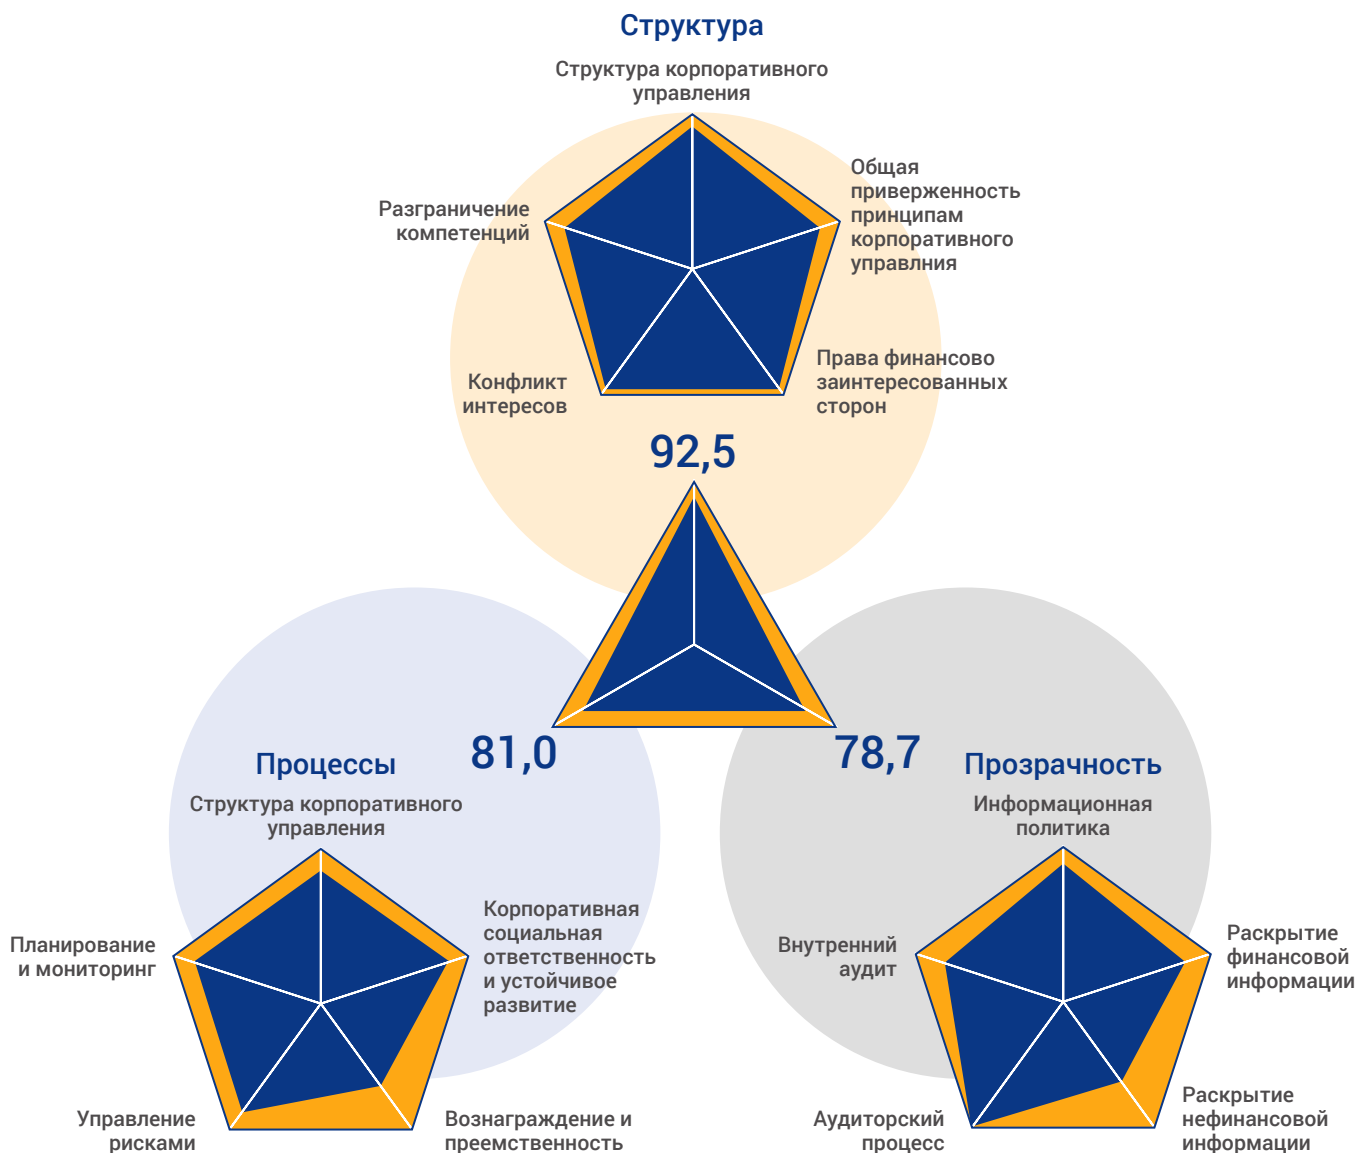 Структура
Структура корпоративного
управления
Общая
приверженность
принципам
корпоративного
управлния
Разграничение
компетенций
Права финансово
заинтересованных
сторон
Конфликт
интересов
92,5
81,0
78,7
Процессы
Структура корпоративного
управления
Корпоративная
социальная
ответственность
и устойчивое
развитие
Планирование
и мониторинг
Управление
рисками
Вознаграждение и
преемственность
Прозрачность
Информационная
политика
Внутренний
аудит
Раскрытие
финансовой
информации
Аудиторский
процесс
Раскрытие
нефинансовой
информации